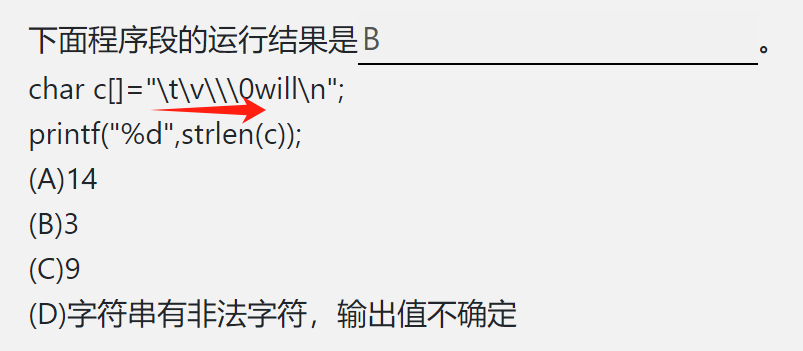 下面程序段的运行结果是B。
char c[]="\t\v\\\0will\n";
printf("%d",strlen(c));
(A)14
(B)3
(C)9
(D)字符串有非法字符，输出值不确定